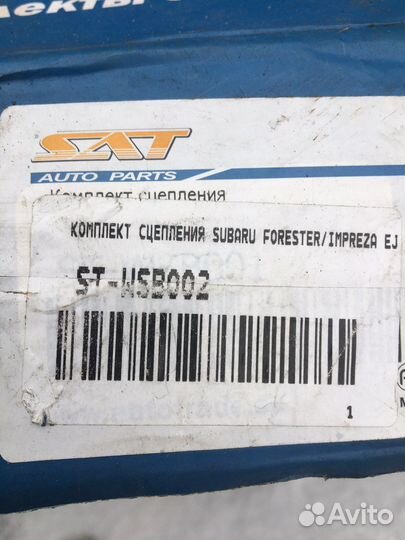 SAT
AUTO PARTS
Комплект сцепления
КОМПЛЕКТ СЦЕПЛЕНИЯ SUBARU FORESTER/IMPREZA EJ
ST-WSB002
1
Avito